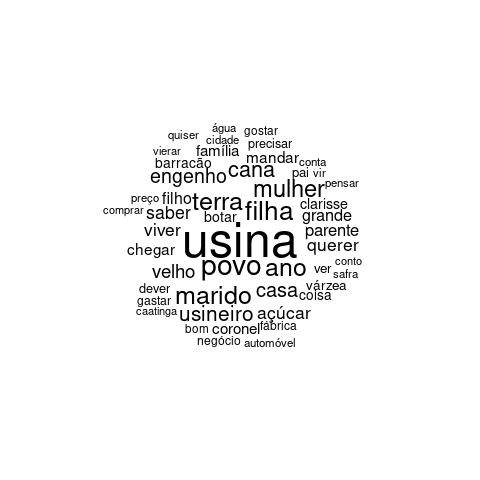 água gostar
quiser cidade precisar
vierar família mandar conta
barracão cana pai vir
engenho mulher pensar
preço filho terra filha clarisse
comprar saber botar grande
viver usina parente
chegar querer
velho povo ano ver conto
safra
dever marido casa coisa várzea
gastar
caatinga usineiro açúcar
bom coronel fábrica
negócio automóvel